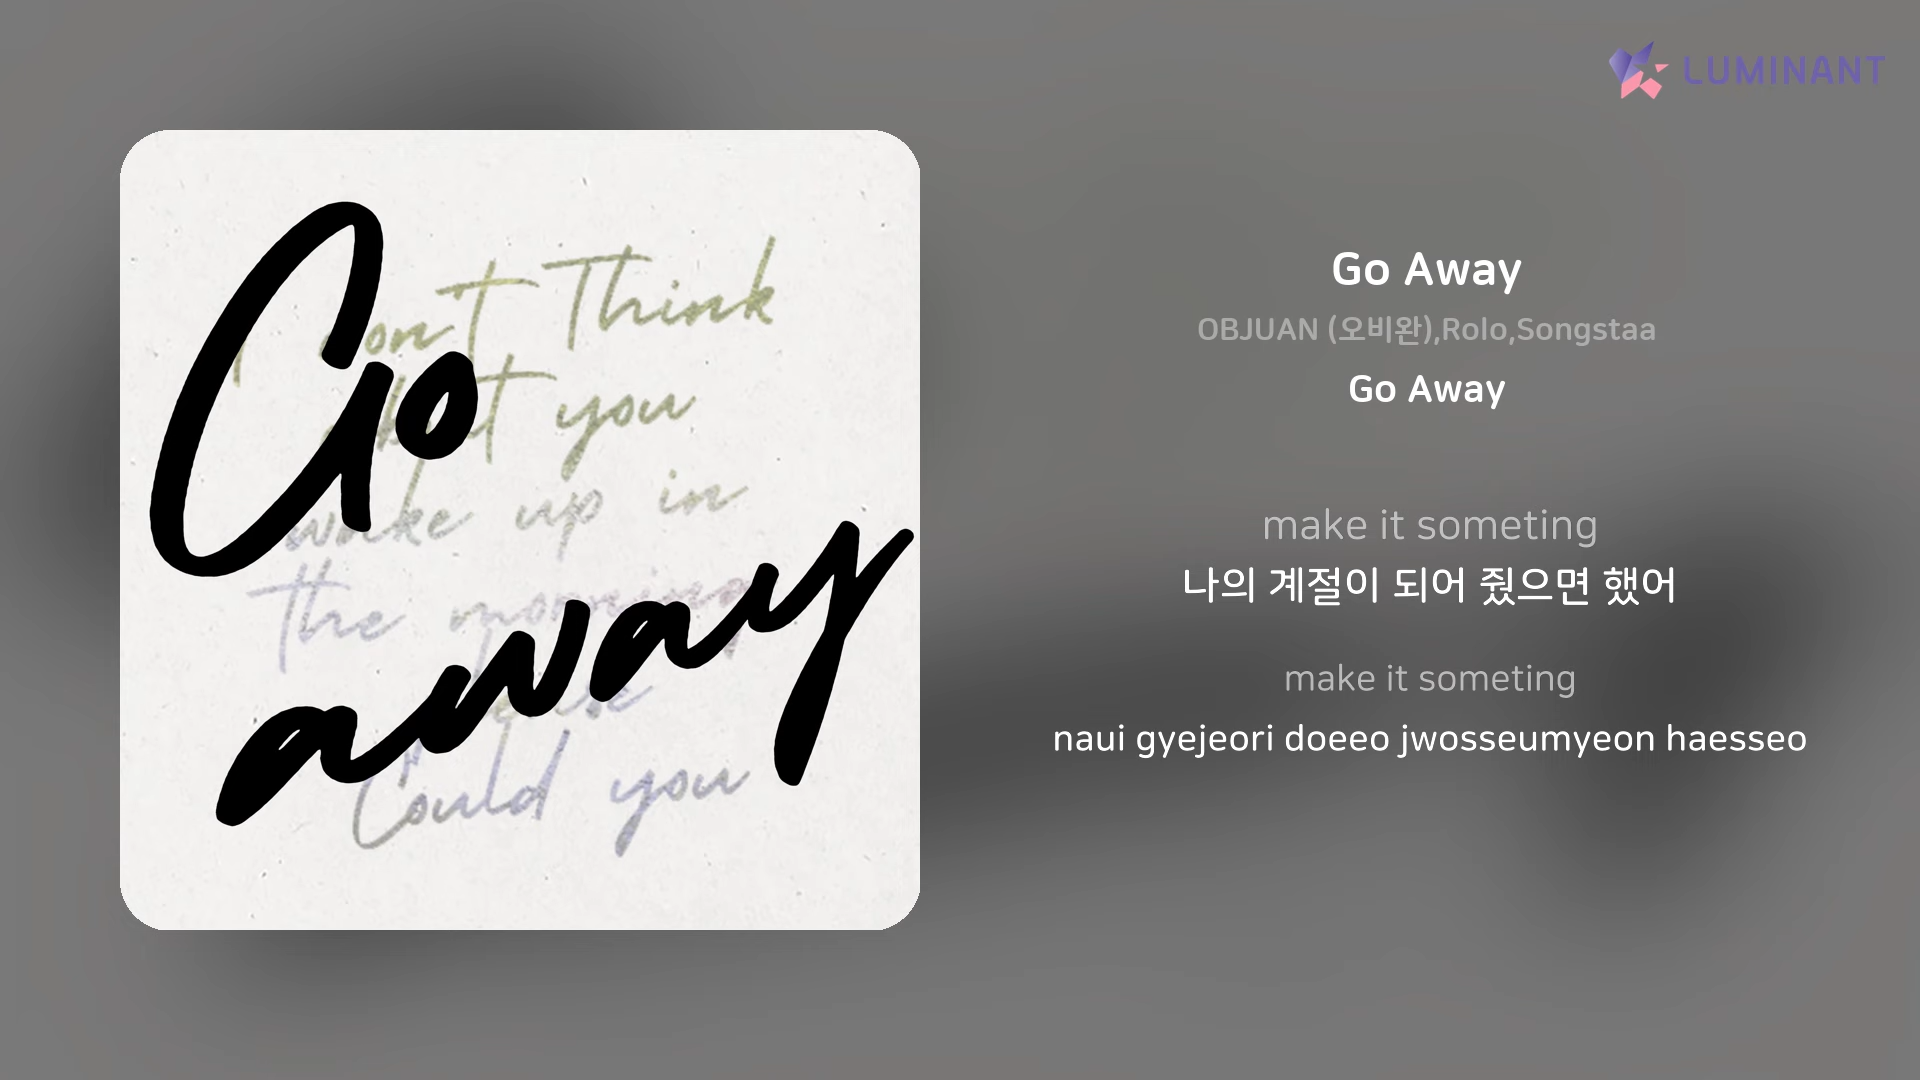 LUMINANT
Go
away
Think
you
wake up in
the morning
Could you
Go Away
OBJUAN (오비완),Rolo,Songstaa
Go Away
make it someting
나의 계절이 되어 줬으면 했어
make it someting
naui gyejeori doeeo jwosseumyeon haesseo